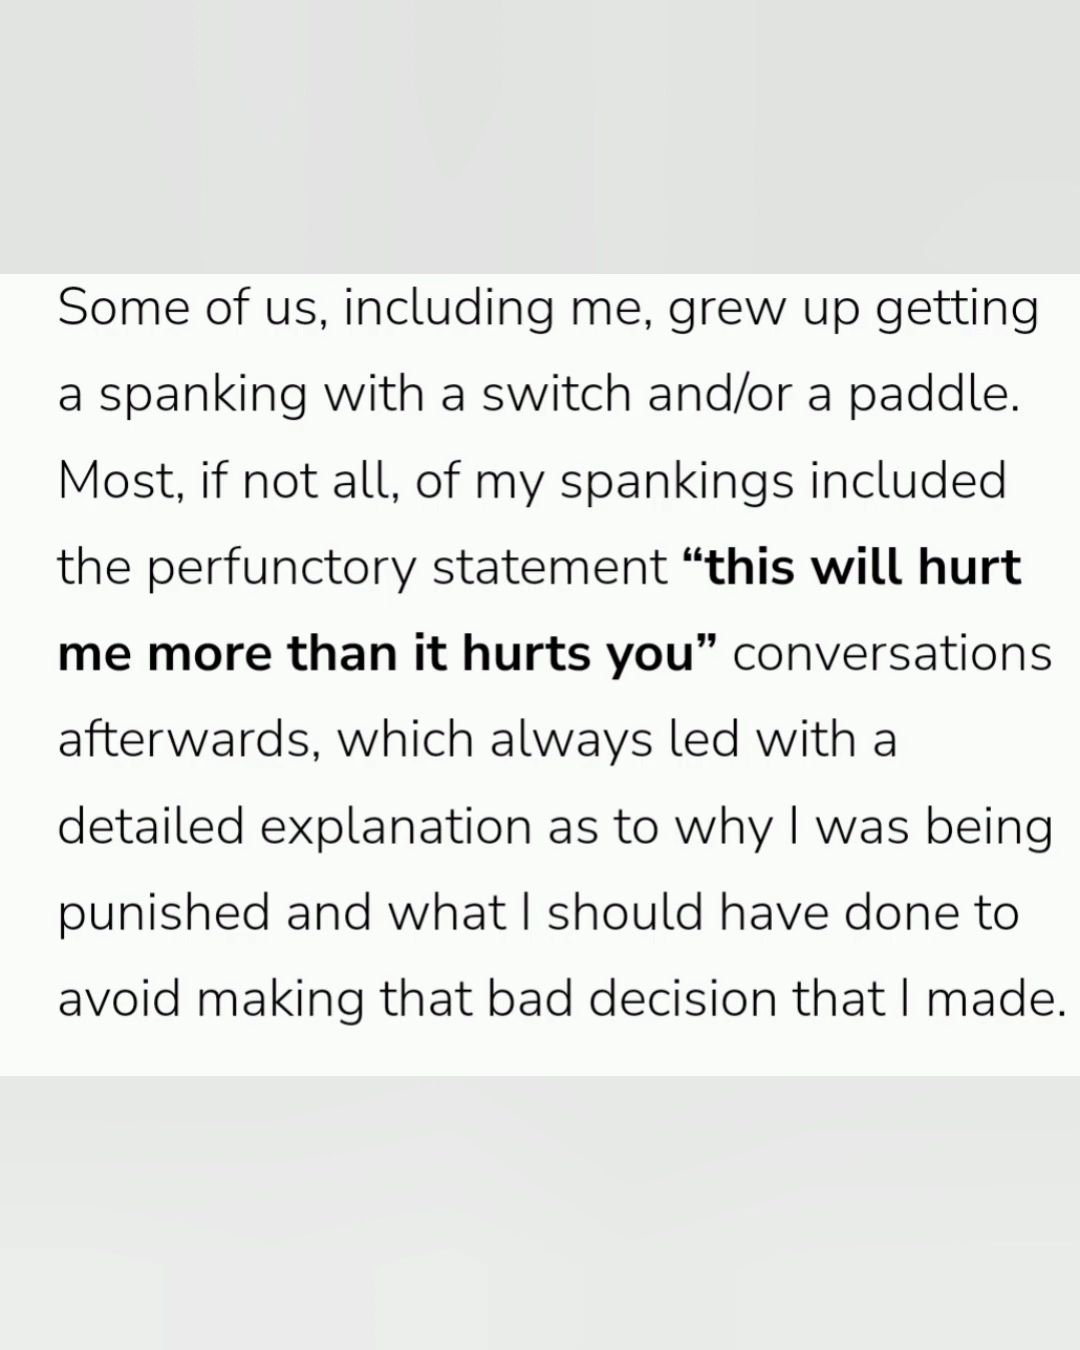 Some of us, including me, grew up getting
a spanking with a switch and/or a paddle.
Most, if not all, of my spankings included
the perfunctory statement “this will hurt
me more than it hurts you” conversations
afterwards, which always led with a
detailed explanation as to why I was being
punished and what I should have done to
avoid making that bad decision that I made.